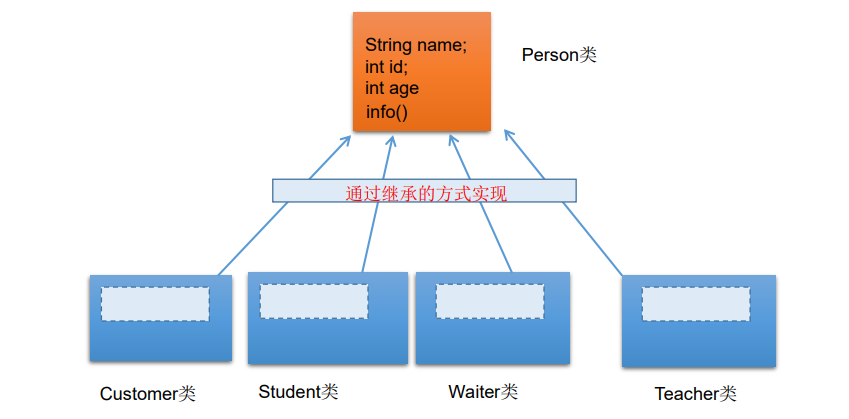 String name;
int id;
int age
info()
Person类
通过继承的方式实现
Customer类
Student类
Waiter类
Teacher类